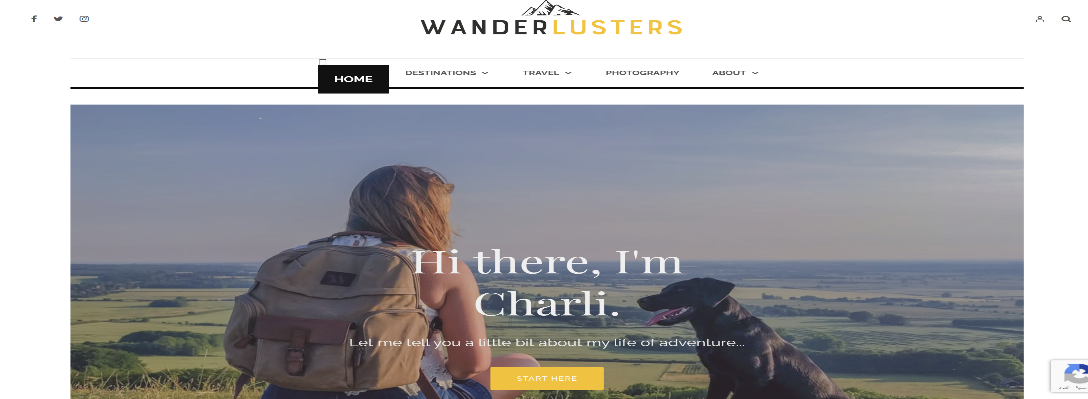 WANDERLUSTERS
HOME DESTINATIONS TRAVEL PHOTOGRAPHY ABOUT
Hi there, I'm
Charli.
Let me tell you a little bit about my life of adventure...
START HERE